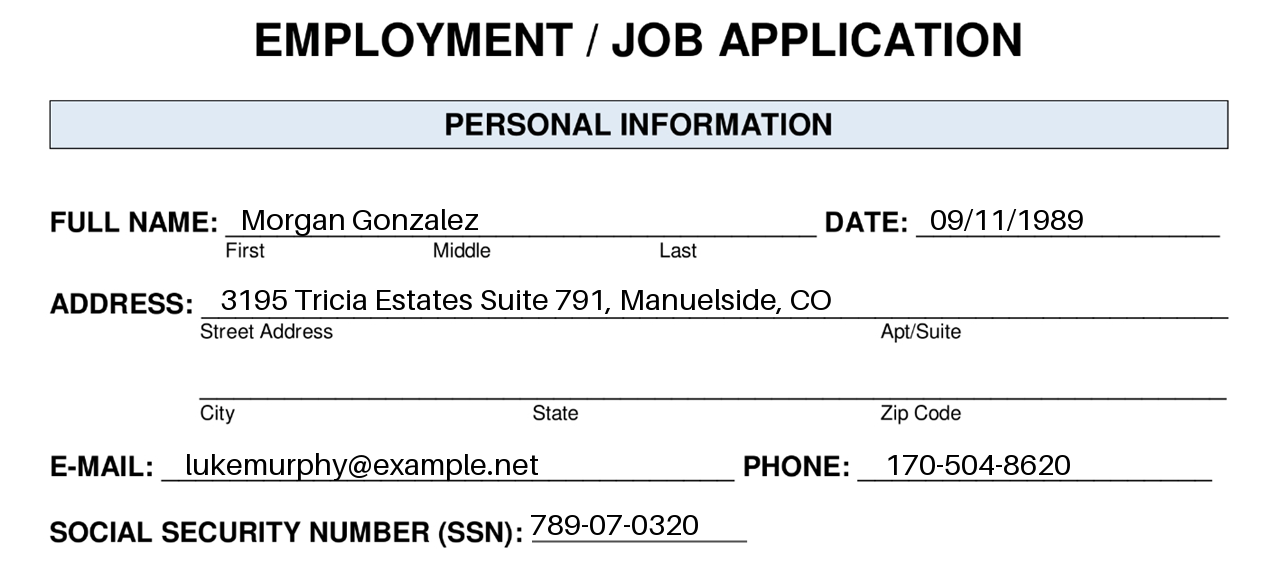 EMPLOYMENT / JOB APPLICATION
PERSONAL INFORMATION
FULL NAME: Morgan Gonzalez DATE: 09/11/1989
First Middle Last
ADDRESS: 3195 Tricia Estates Suite 791, Manuelside, CO
Street Address Apt/Suite
City State Zip Code
E-MAIL: lukemurphy@example.net PHONE: 170-504-8620
SOCIAL SECURITY NUMBER (SSN): 789-07-0320